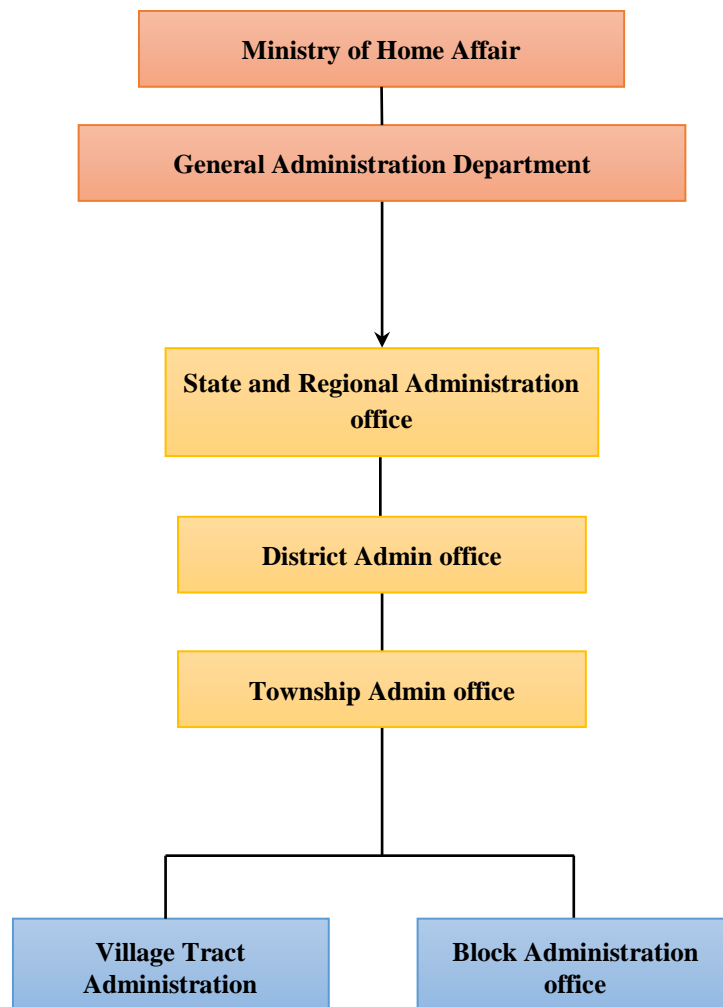 Ministry of Home Affair
General Administration Department
State and Regional Administration
office
District Admin office
Township Admin office
Village Tract
Administration
Block Administration
office